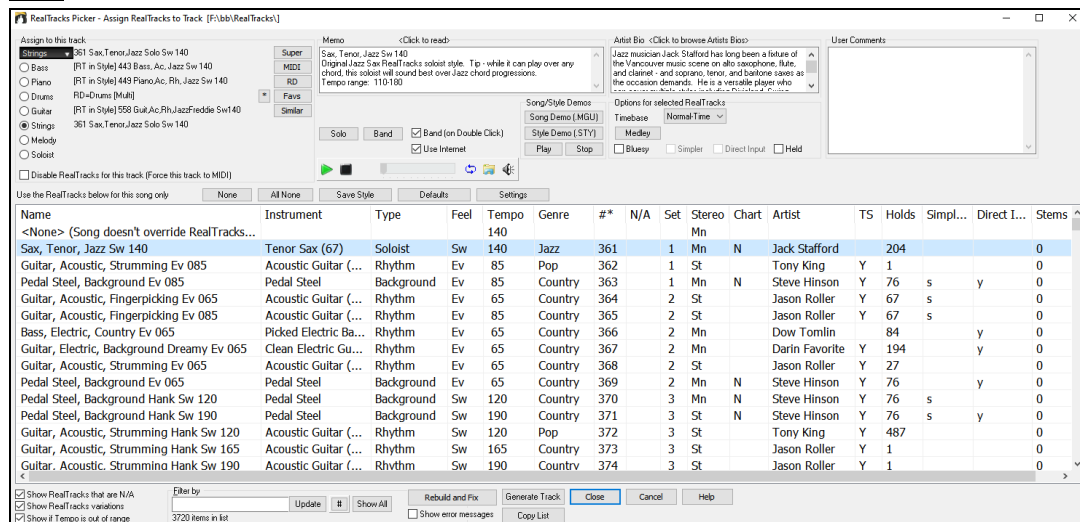 RealTracks Picker - Assign RealTracks to Track [F:\bb\RealTracks\]
Assign to this track
Strings 361 Sax,Tenor,Jazz Solo Sw 140 Super
Bass [RT in Style] 443 Bass, Ac, Jazz Sw 140 MIDI
Piano [RT in Style] 449 Piano,Ac, Rh, Jazz Sw 140 RD
Drums RD=Drums [Multi] * Favs
Guitar [RT in Style] 558 Guit,Ac,Rh,JazzFreddie Sw140 Similar
Strings 361 Sax,Tenor,Jazz Solo Sw 140
Melody
Soloist
Disable RealTracks for this track (Force this track to MIDI)
Memo <Click to read>
Sax, Tenor, Jazz Sw 140
Original Jazz Sax RealTracks soloist style. Tip - while it can play over any
chord, this soloist will sound best over Jazz chord progressions.
Tempo range: 110-180
Solo Band Band (on Double Click)
Use Internet
Song/Style Demos
Song Demo (.MGU)
Style Demo (.STY)
Play Stop
Artist Bio <Click to browse Artists Bios>
Jazz musician Jack Stafford has long been a fixture of
the Vancouver music scene on alto saxophone, flute,
and clarinet - and soprano, tenor, and baritone saxes as
the occasion demands. He is a versatile player who
Options for selected RealTracks
Timebase Normal-Time
Medley
Bluesy Simpler Direct Input Held
User Comments
Use the RealTracks below for this song only None All None Save Style Defaults Settings
Name Instrument Type Feel Tempo Genre #* N/A Set Stereo Chart Artist TS Holds Simpl... Direct I... Stems
<None> (Song doesn't override RealTracks... 140 Mn
Sax, Tenor, Jazz Sw 140 Tenor Sax (67) Soloist Sw 140 Jazz 361 1 Mn N Jack Stafford 204 0
Guitar, Acoustic, Strumming Ev 085 Acoustic Guitar (... Rhythm Ev 85 Pop 362 1 St Tony King Y 1 0
Pedal Steel, Background Ev 085 Pedal Steel Background Ev 85 Country 363 1 Mn N Steve Hinson Y 76 s y 0
Guitar, Acoustic, Fingerpicking Ev 065 Acoustic Guitar (... Rhythm Ev 65 Country 364 2 St Jason Roller Y 67 s 0
Guitar, Acoustic, Fingerpicking Ev 085 Acoustic Guitar (... Rhythm Ev 85 Country 365 2 St Jason Roller Y 67 s 0
Bass, Electric, Country Ev 065 Picked Electric Ba... Rhythm Ev 65 Country 366 2 Mn Dow Tomlin 84 y 0
Guitar, Electric, Background Dreamy Ev 065 Clean Electric Gu... Rhythm Ev 65 Country 367 2 Mn Darin Favorite Y 194 y 0
Guitar, Acoustic, Strumming Ev 065 Acoustic Guitar (... Rhythm Ev 65 Country 368 2 St Jason Roller Y 27 0
Pedal Steel, Background Ev 065 Pedal Steel Background Ev 65 Country 369 2 Mn N Steve Hinson Y 76 y 0
Pedal Steel, Background Hank Sw 120 Pedal Steel Background Sw 120 Country 370 3 Mn N Steve Hinson Y 76 s 0
Pedal Steel, Background Hank Sw 190 Pedal Steel Background Sw 190 Country 371 3 St N Steve Hinson Y 76 s y 0
Guitar, Acoustic, Strumming Hank Sw 120 Acoustic Guitar (... Rhythm Sw 120 Pop 372 3 St Tony King Y 487 0
Guitar, Acoustic, Strumming Hank Sw 165 Acoustic Guitar (... Rhythm Sw 165 Country 373 3 St Jason Roller Y 1 0
Guitar, Acoustic, Strumming Hank Sw 190 Acoustic Guitar (... Rhythm Sw 190 Country 374 3 St Jason Roller Y 1 0
Show RealTracks that are N/A
Show RealTracks variations
Show if Tempo is out of range
Filter by
Update # Show All
3720 items in list
Rebuild and Fix Generate Track Close Cancel Help
Show error messages Copy List